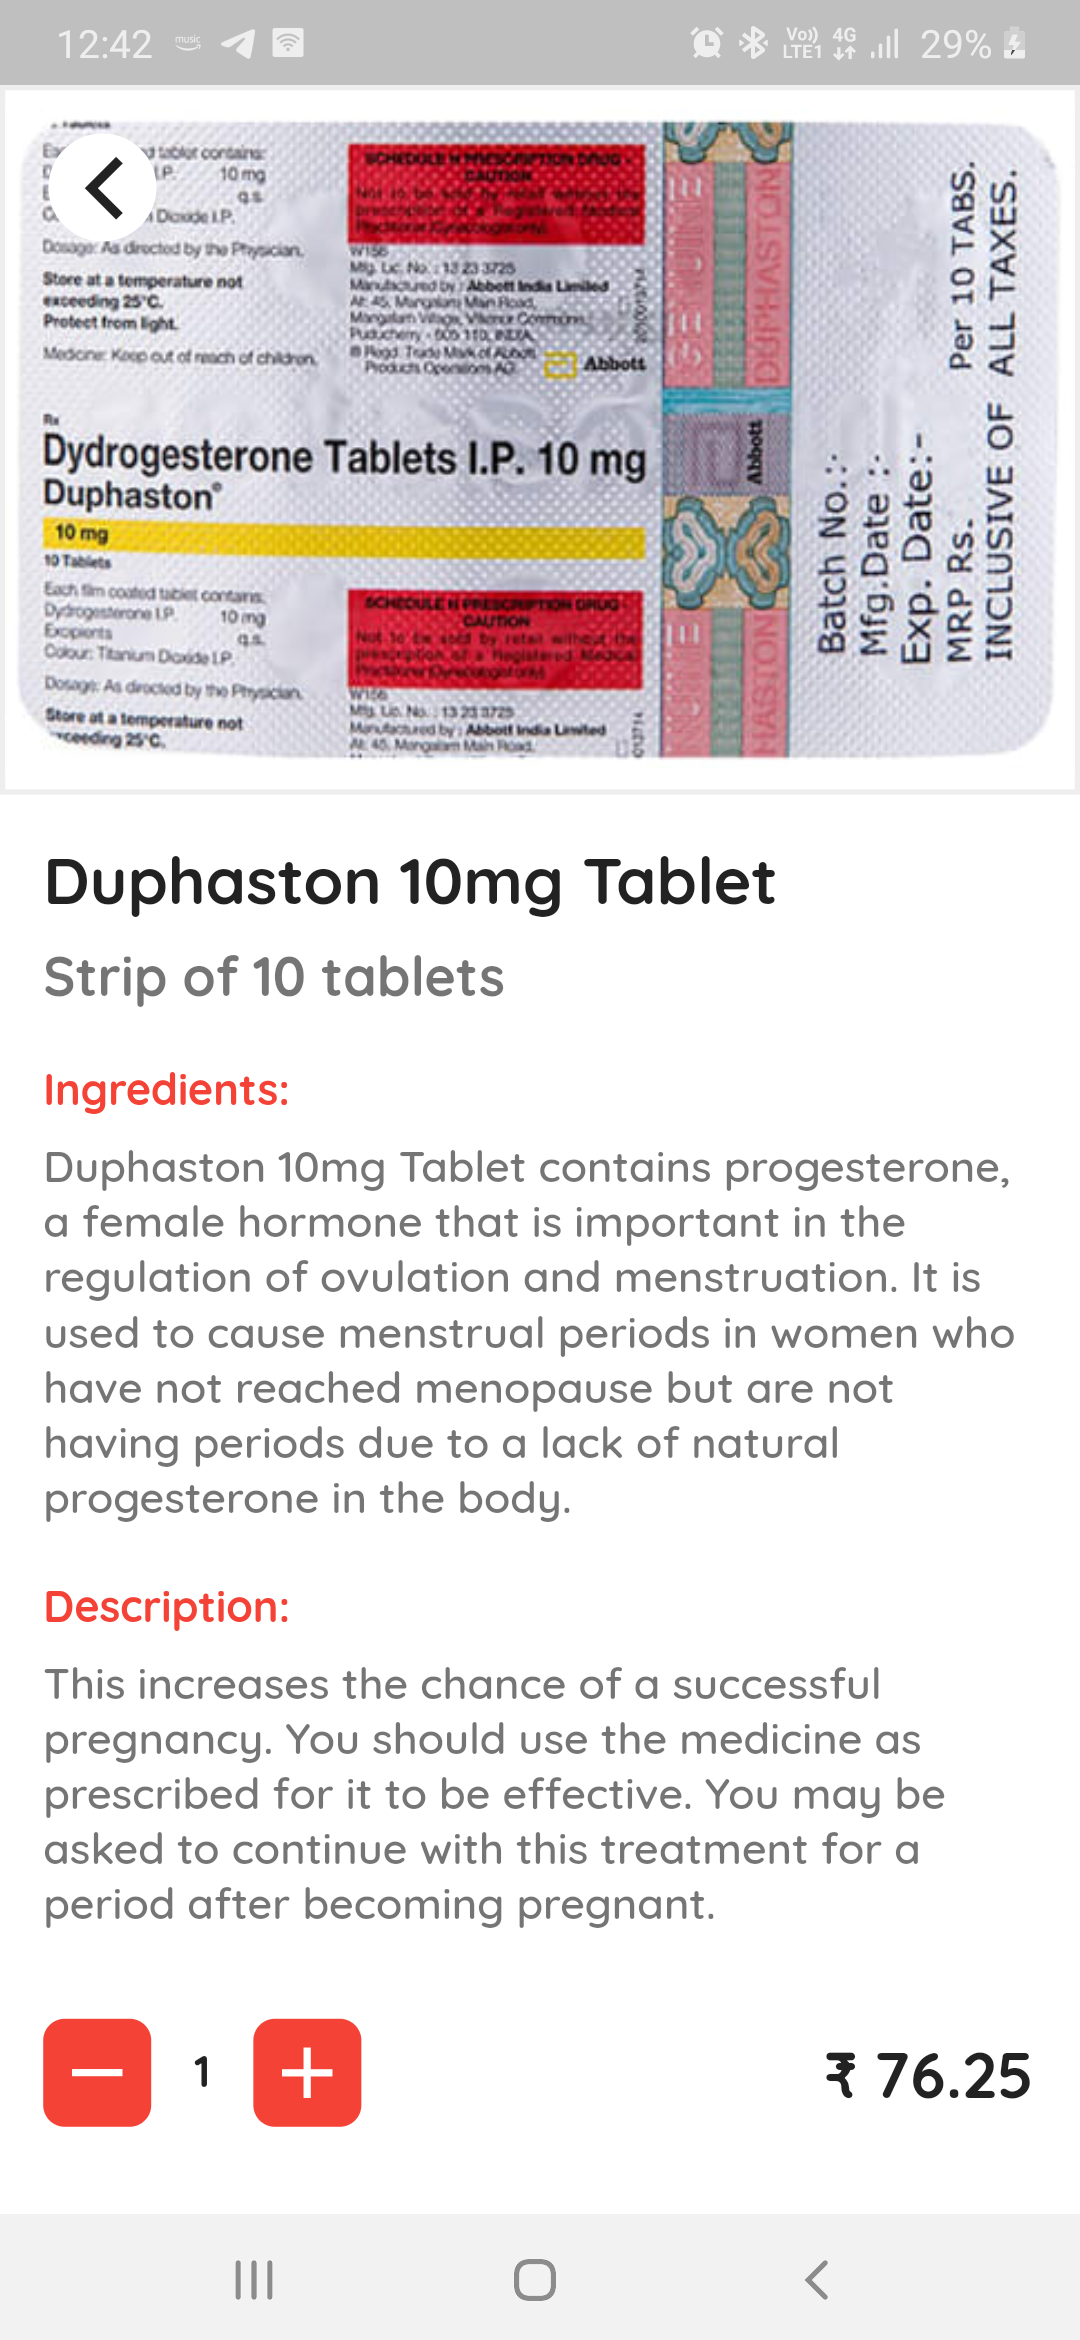 12:42 music Vo)) LTE1 4G 29%
d tablet contains:
I.P. 10 mg
q.s.
Dioxide I.P.
Dosage: As directed by the Physician.
Store at a temperature not
exceeding 25°C.
Protect from light.
Medicine: Keep out of reach of children.
SCHEDULE H PRESCRIPTION DRUG -
CAUTION
Not to be sold by retail without the
prescription of a Registered Medical
Practitioner (Gynecologist only).
W156
Mfg. Lic. No. : 13 23 3725
Manufactured by : Abbott India Limited
At: 45, Mangalam Main Road,
Mangalam Village, Villianur Commune,
Puducherry - 605 110, INDIA.
® Regd. Trade Mark of Abbott
Products Operations AG.
Abbott
Rx
Dydrogesterone Tablets I.P. 10 mg
Duphaston®
10 mg
10 Tablets
Each film coated tablet contains:
Dydrogesterone I.P. 10 mg
Excipients q.s.
Colour: Titanium Dioxide I.P.
Dosage: As directed by the Physician.
Store at a temperature not
exceeding 25°C.
SCHEDULE H PRESCRIPTION DRUG -
CAUTION
Not to be sold by retail without the
prescription of a Registered Medical
Practitioner (Gynecologist only).
W156
Mfg. Lic. No. : 13 23 3725
Manufactured by : Abbott India Limited
At: 45, Mangalam Main Road,
GENUINE
DUPHASTON
Abbott
Batch No.:-
Mfg.Date :-
Exp. Date:-
MRP Rs. Per 10 TABS.
INCLUSIVE OF ALL TAXES.
Duphaston 10mg Tablet
Strip of 10 tablets
Ingredients:
Duphaston 10mg Tablet contains progesterone,
a female hormone that is important in the
regulation of ovulation and menstruation. It is
used to cause menstrual periods in women who
have not reached menopause but are not
having periods due to a lack of natural
progesterone in the body.
Description:
This increases the chance of a successful
pregnancy. You should use the medicine as
prescribed for it to be effective. You may be
asked to continue with this treatment for a
period after becoming pregnant.
1
₹ 76.25